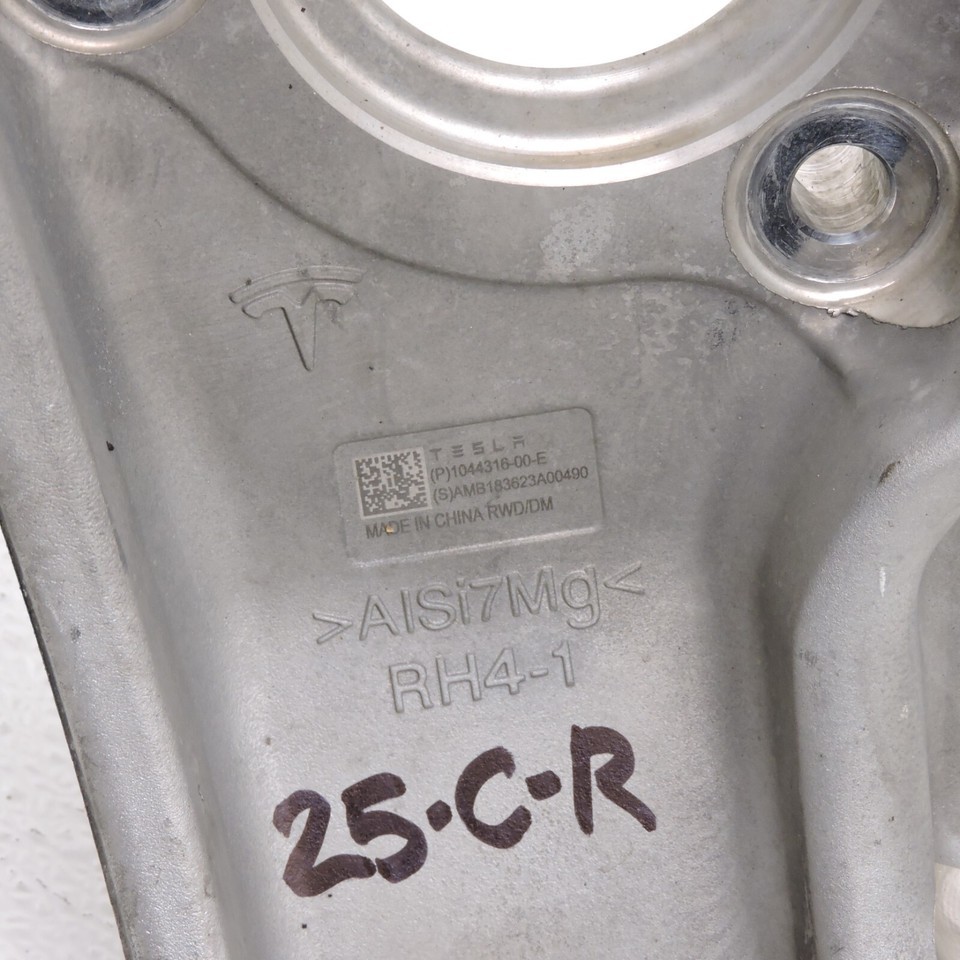 TESLA
(P)1044316-00-E
(S)AMB183623A00490
MADE IN CHINA RWD/DM
>AlSi7Mg<
RH4-1
25-C-R